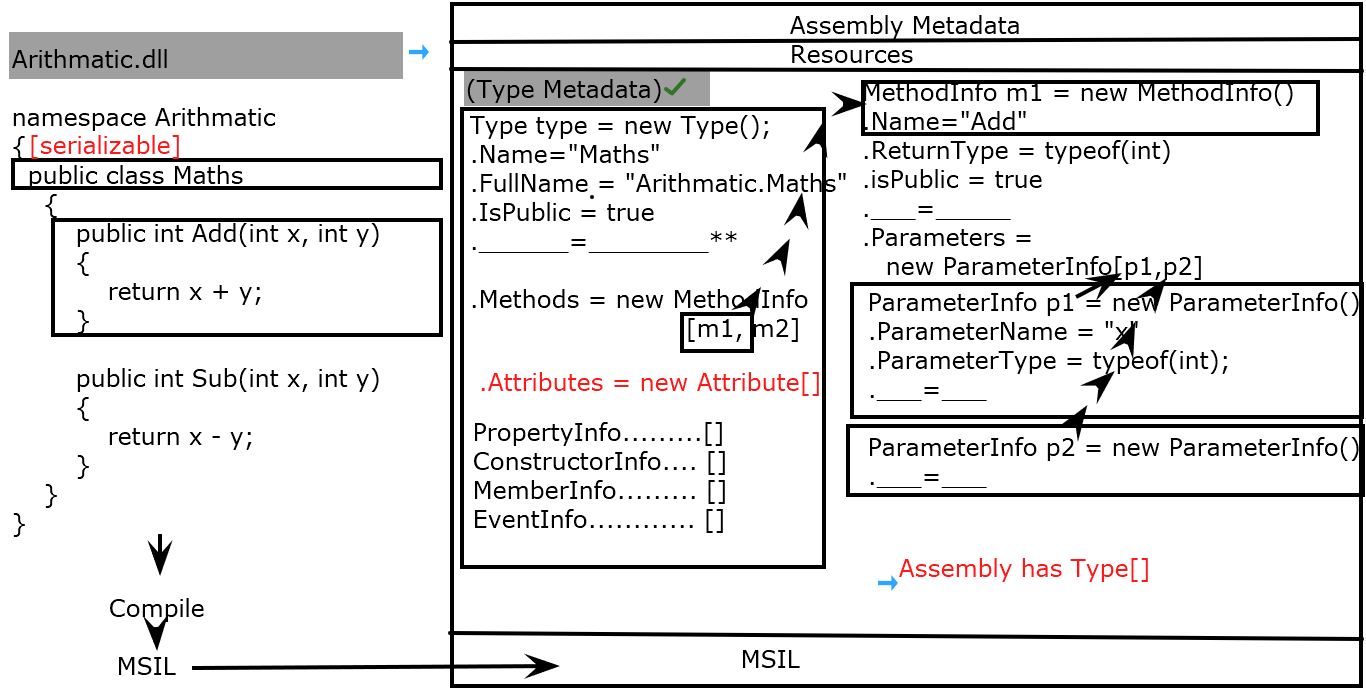 Arithmatic.dll
namespace Arithmatic
{[serializable]
public class Maths
{
public int Add(int x, int y)
{
return x + y;
}
public int Sub(int x, int y)
{
return x - y;
}
}
}
Compile
MSIL
Assembly Metadata
Resources
(Type Metadata)
Type type = new Type();
.Name="Maths"
.FullName = "Arithmatic.Maths"
.IsPublic = true
.______=________**
.Methods = new MethodInfo
[m1, m2]
.Attributes = new Attribute[]
PropertyInfo.........[]
ConstructorInfo.... []
MemberInfo......... []
EventInfo............ []
MethodInfo m1 = new MethodInfo()
.Name="Add"
.ReturnType = typeof(int)
.isPublic = true
.___=_____
.Parameters =
new ParameterInfo[p1,p2]
ParameterInfo p1 = new ParameterInfo()
.ParameterName = "x"
.ParameterType = typeof(int);
.___=___
ParameterInfo p2 = new ParameterInfo()
.___=___
Assembly has Type[]
MSIL